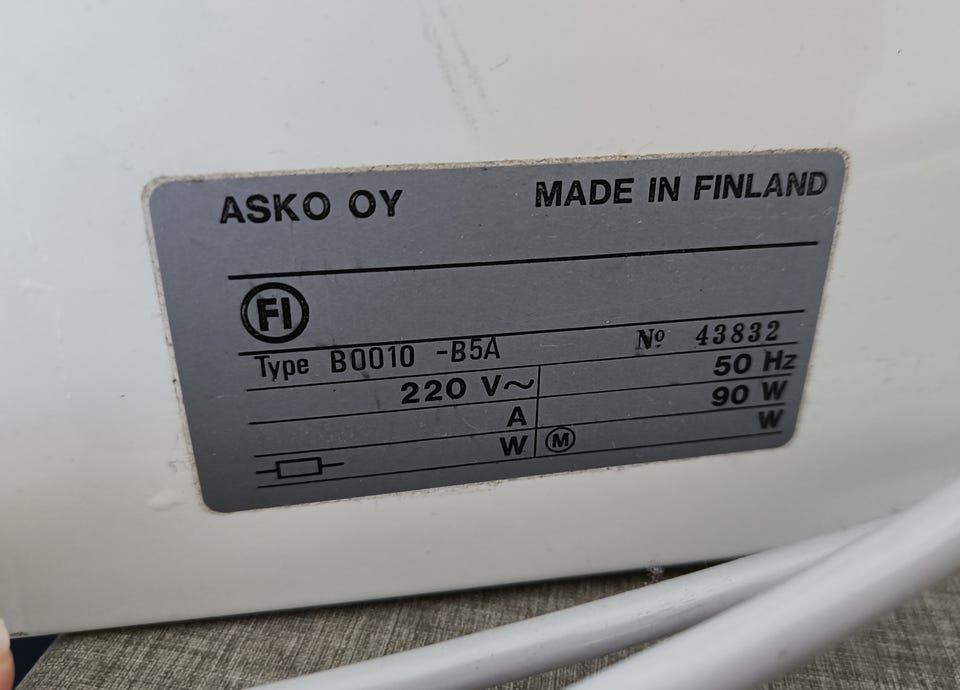 ASKO OY MADE IN FINLAND
FI
Type B0010 -B5A № 43832
220 V~ 50 Hz
A 90 W
W M W